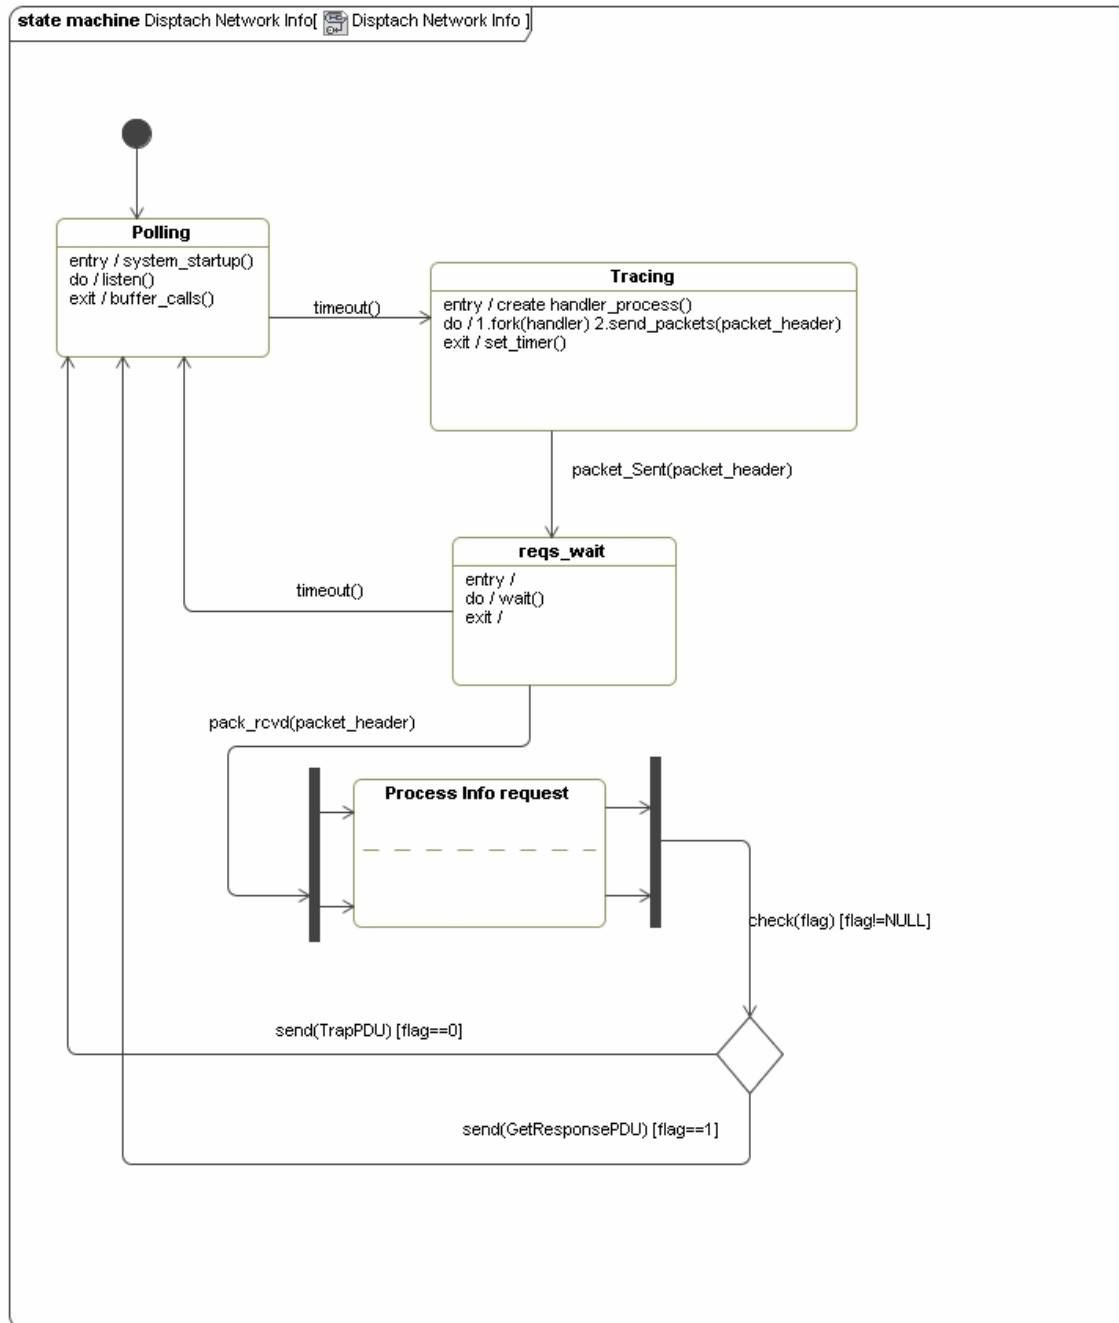 state machine Disptach Network Info[ Disptach Network Info ]
Polling
entry / system_startup()
do / listen()
exit / buffer_calls()
timeout()
Tracing
entry / create handler_process()
do / 1.fork(handler) 2.send_packets(packet_header)
exit / set_timer()
packet_Sent(packet_header)
reqs_wait
entry /
do / wait()
exit /
timeout()
pack_rcvd(packet_header)
Process Info request
check(flag) [flag!=NULL]
send(TrapPDU) [flag==0]
send(GetResponsePDU) [flag==1]